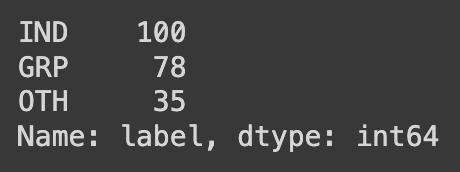 IND    100
GRP     78
OTH     35
Name: label, dtype: int64